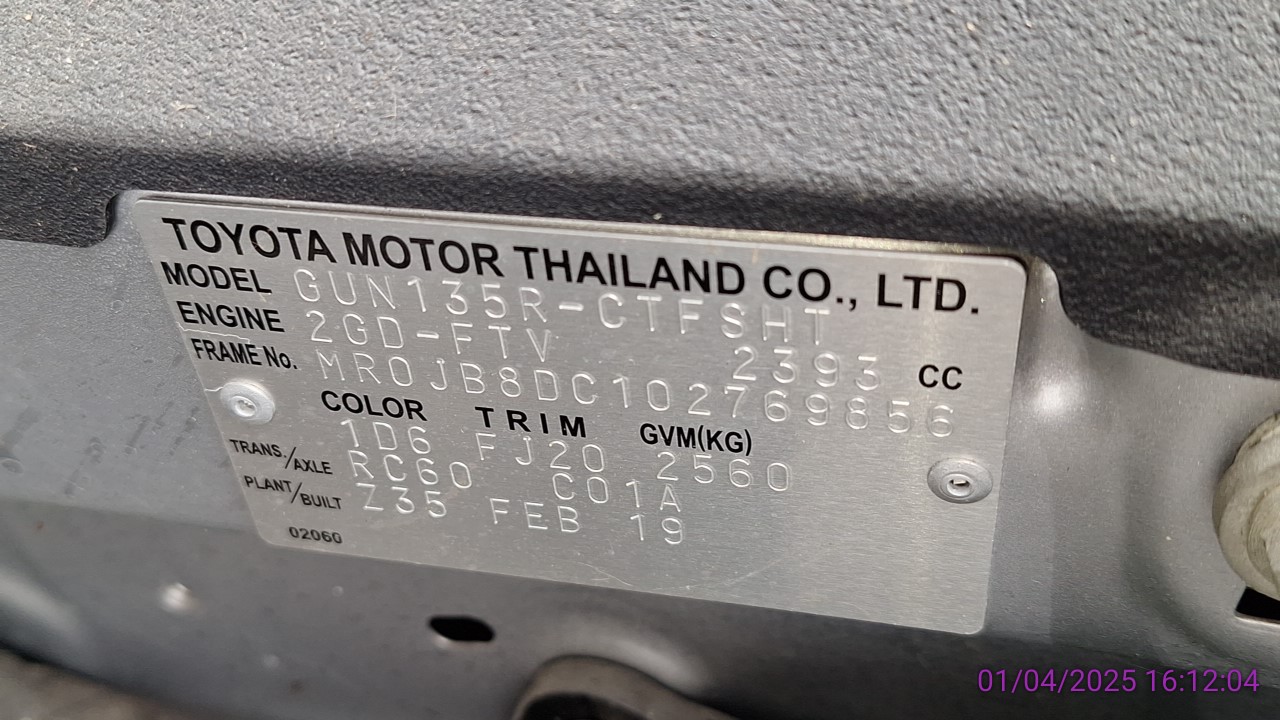 TOYOTA MOTOR THAILAND CO., LTD.
MODEL GUN135R-CTFSHT
ENGINE 2GD-FTV 2393 CC
FRAME No. MR0JB8DC102769856
COLOR TRIM GVM(KG)
1D6 FJ20 2560
TRANS./AXLE RC60 C01A
PLANT/BUILT Z35 FEB 19
02060
01/04/2025 16:12:04